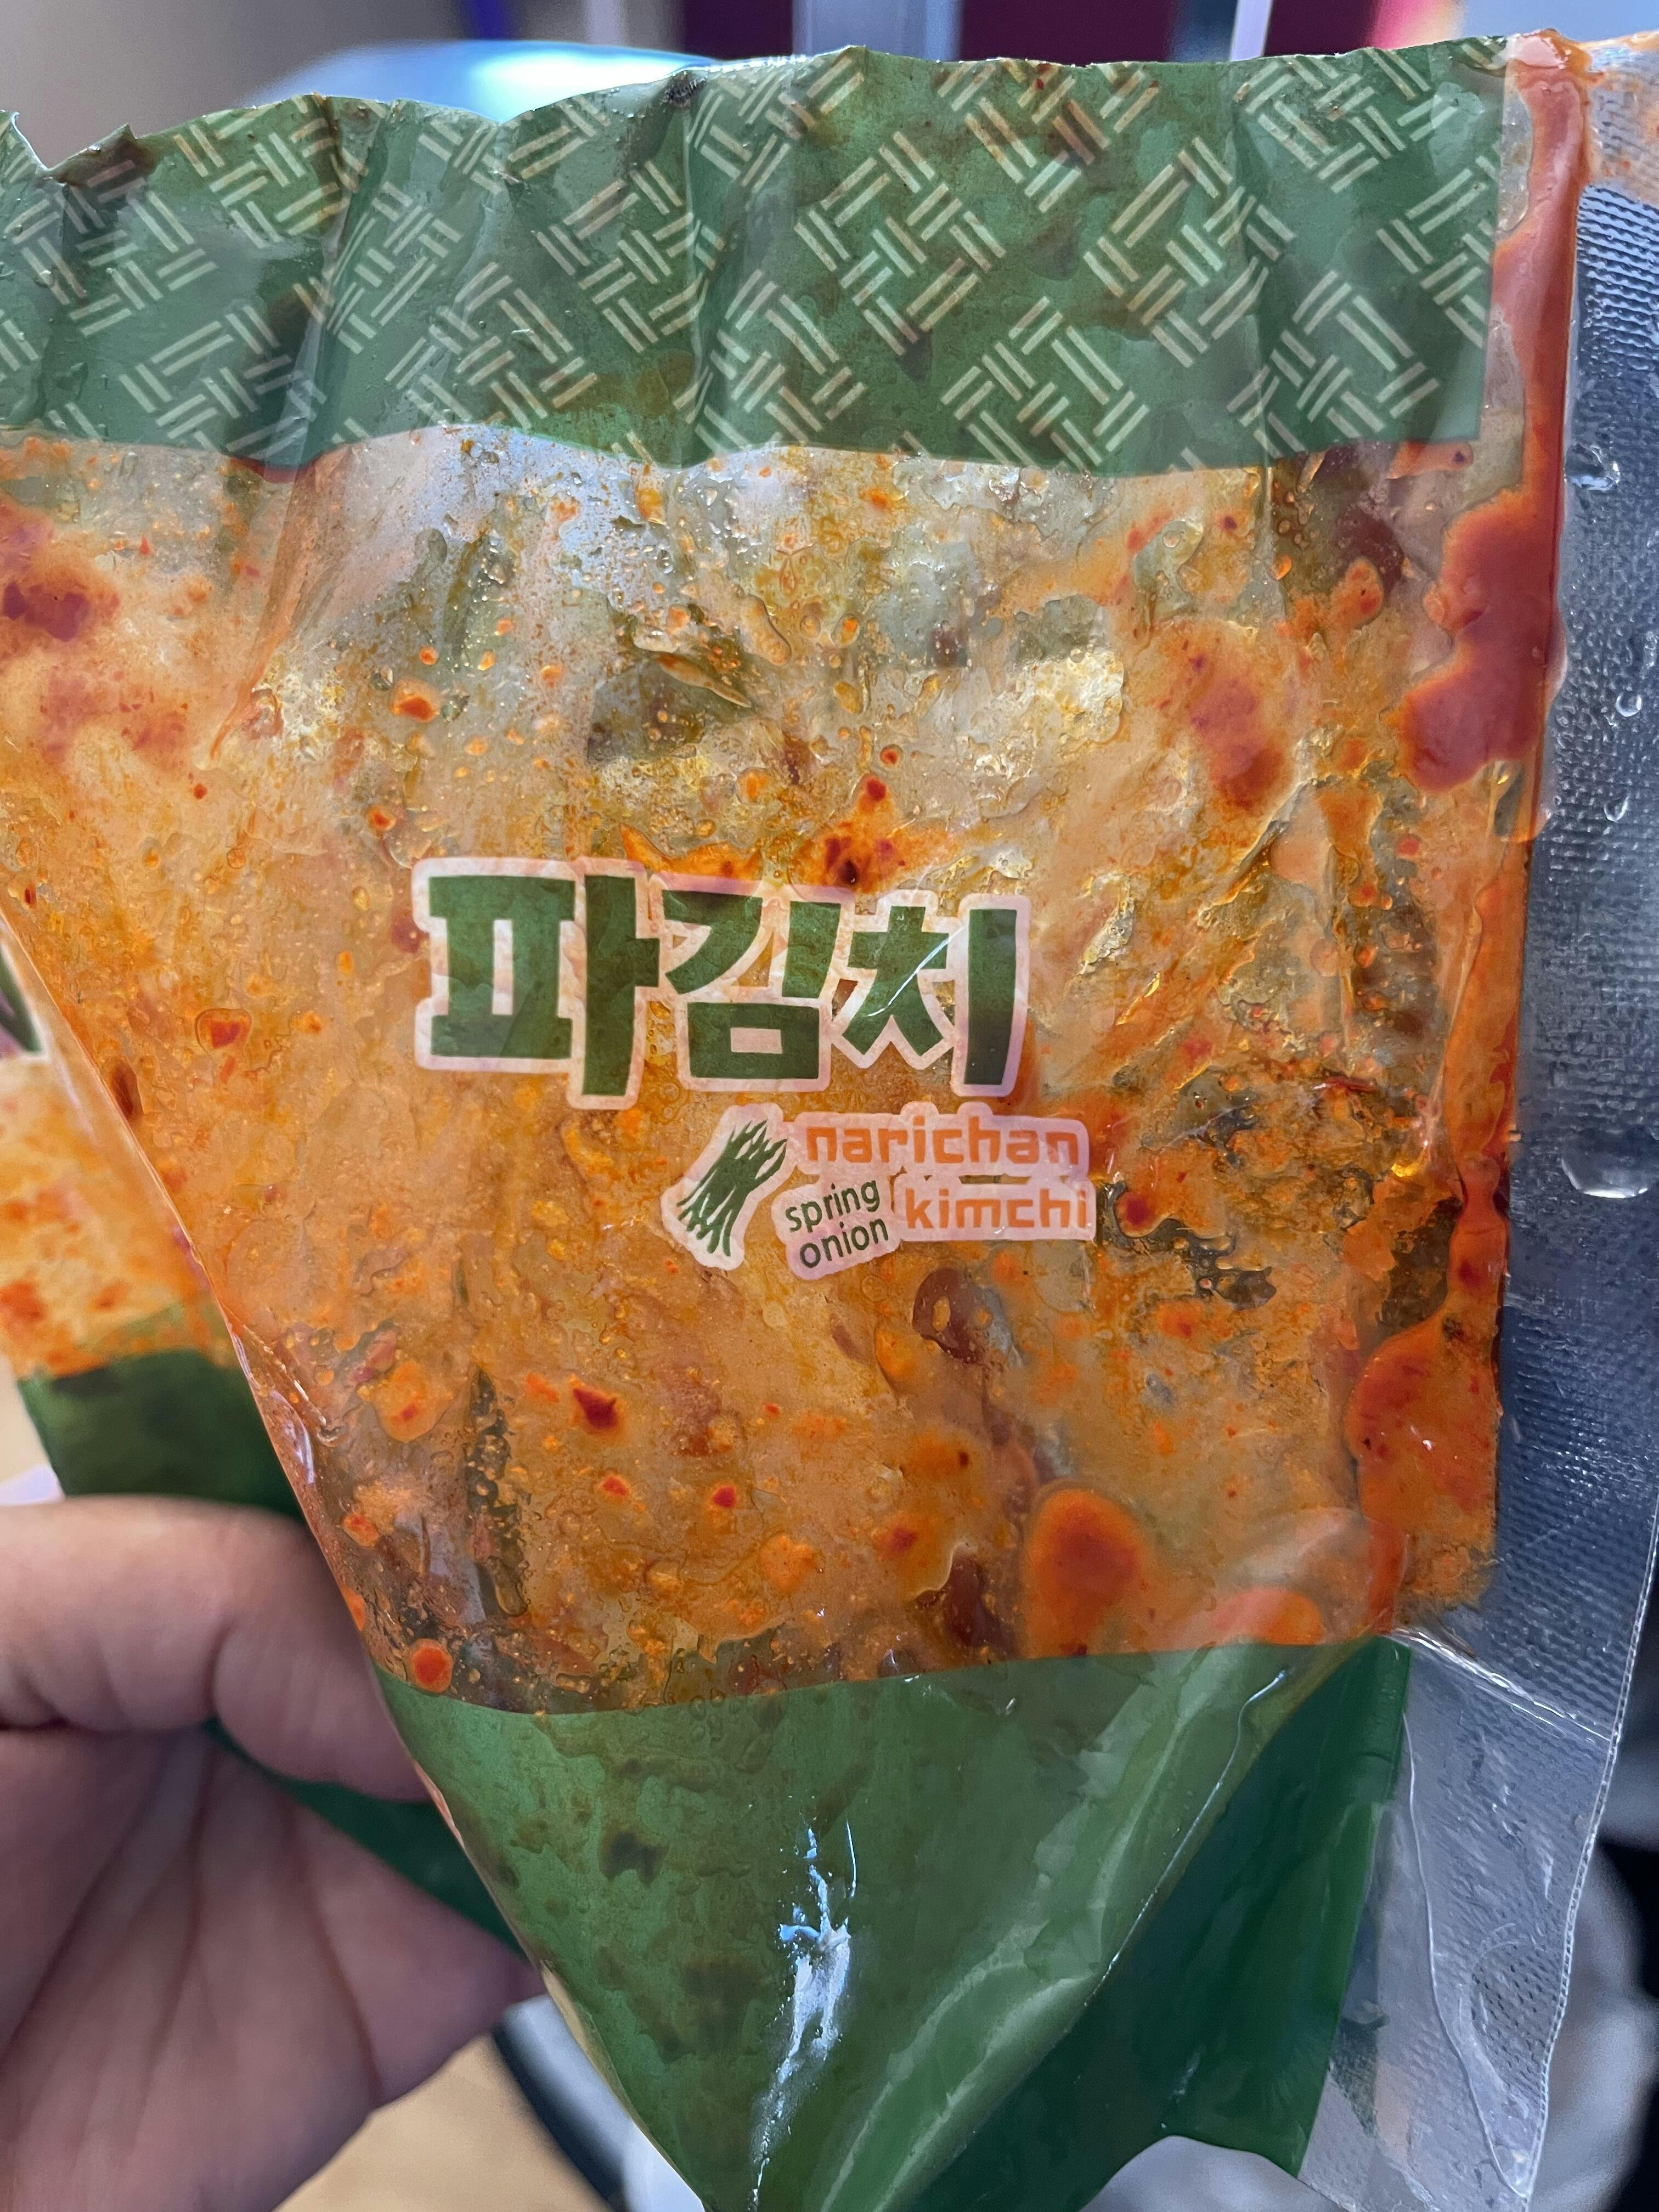 파김치
narichan
spring
onion
kimchi